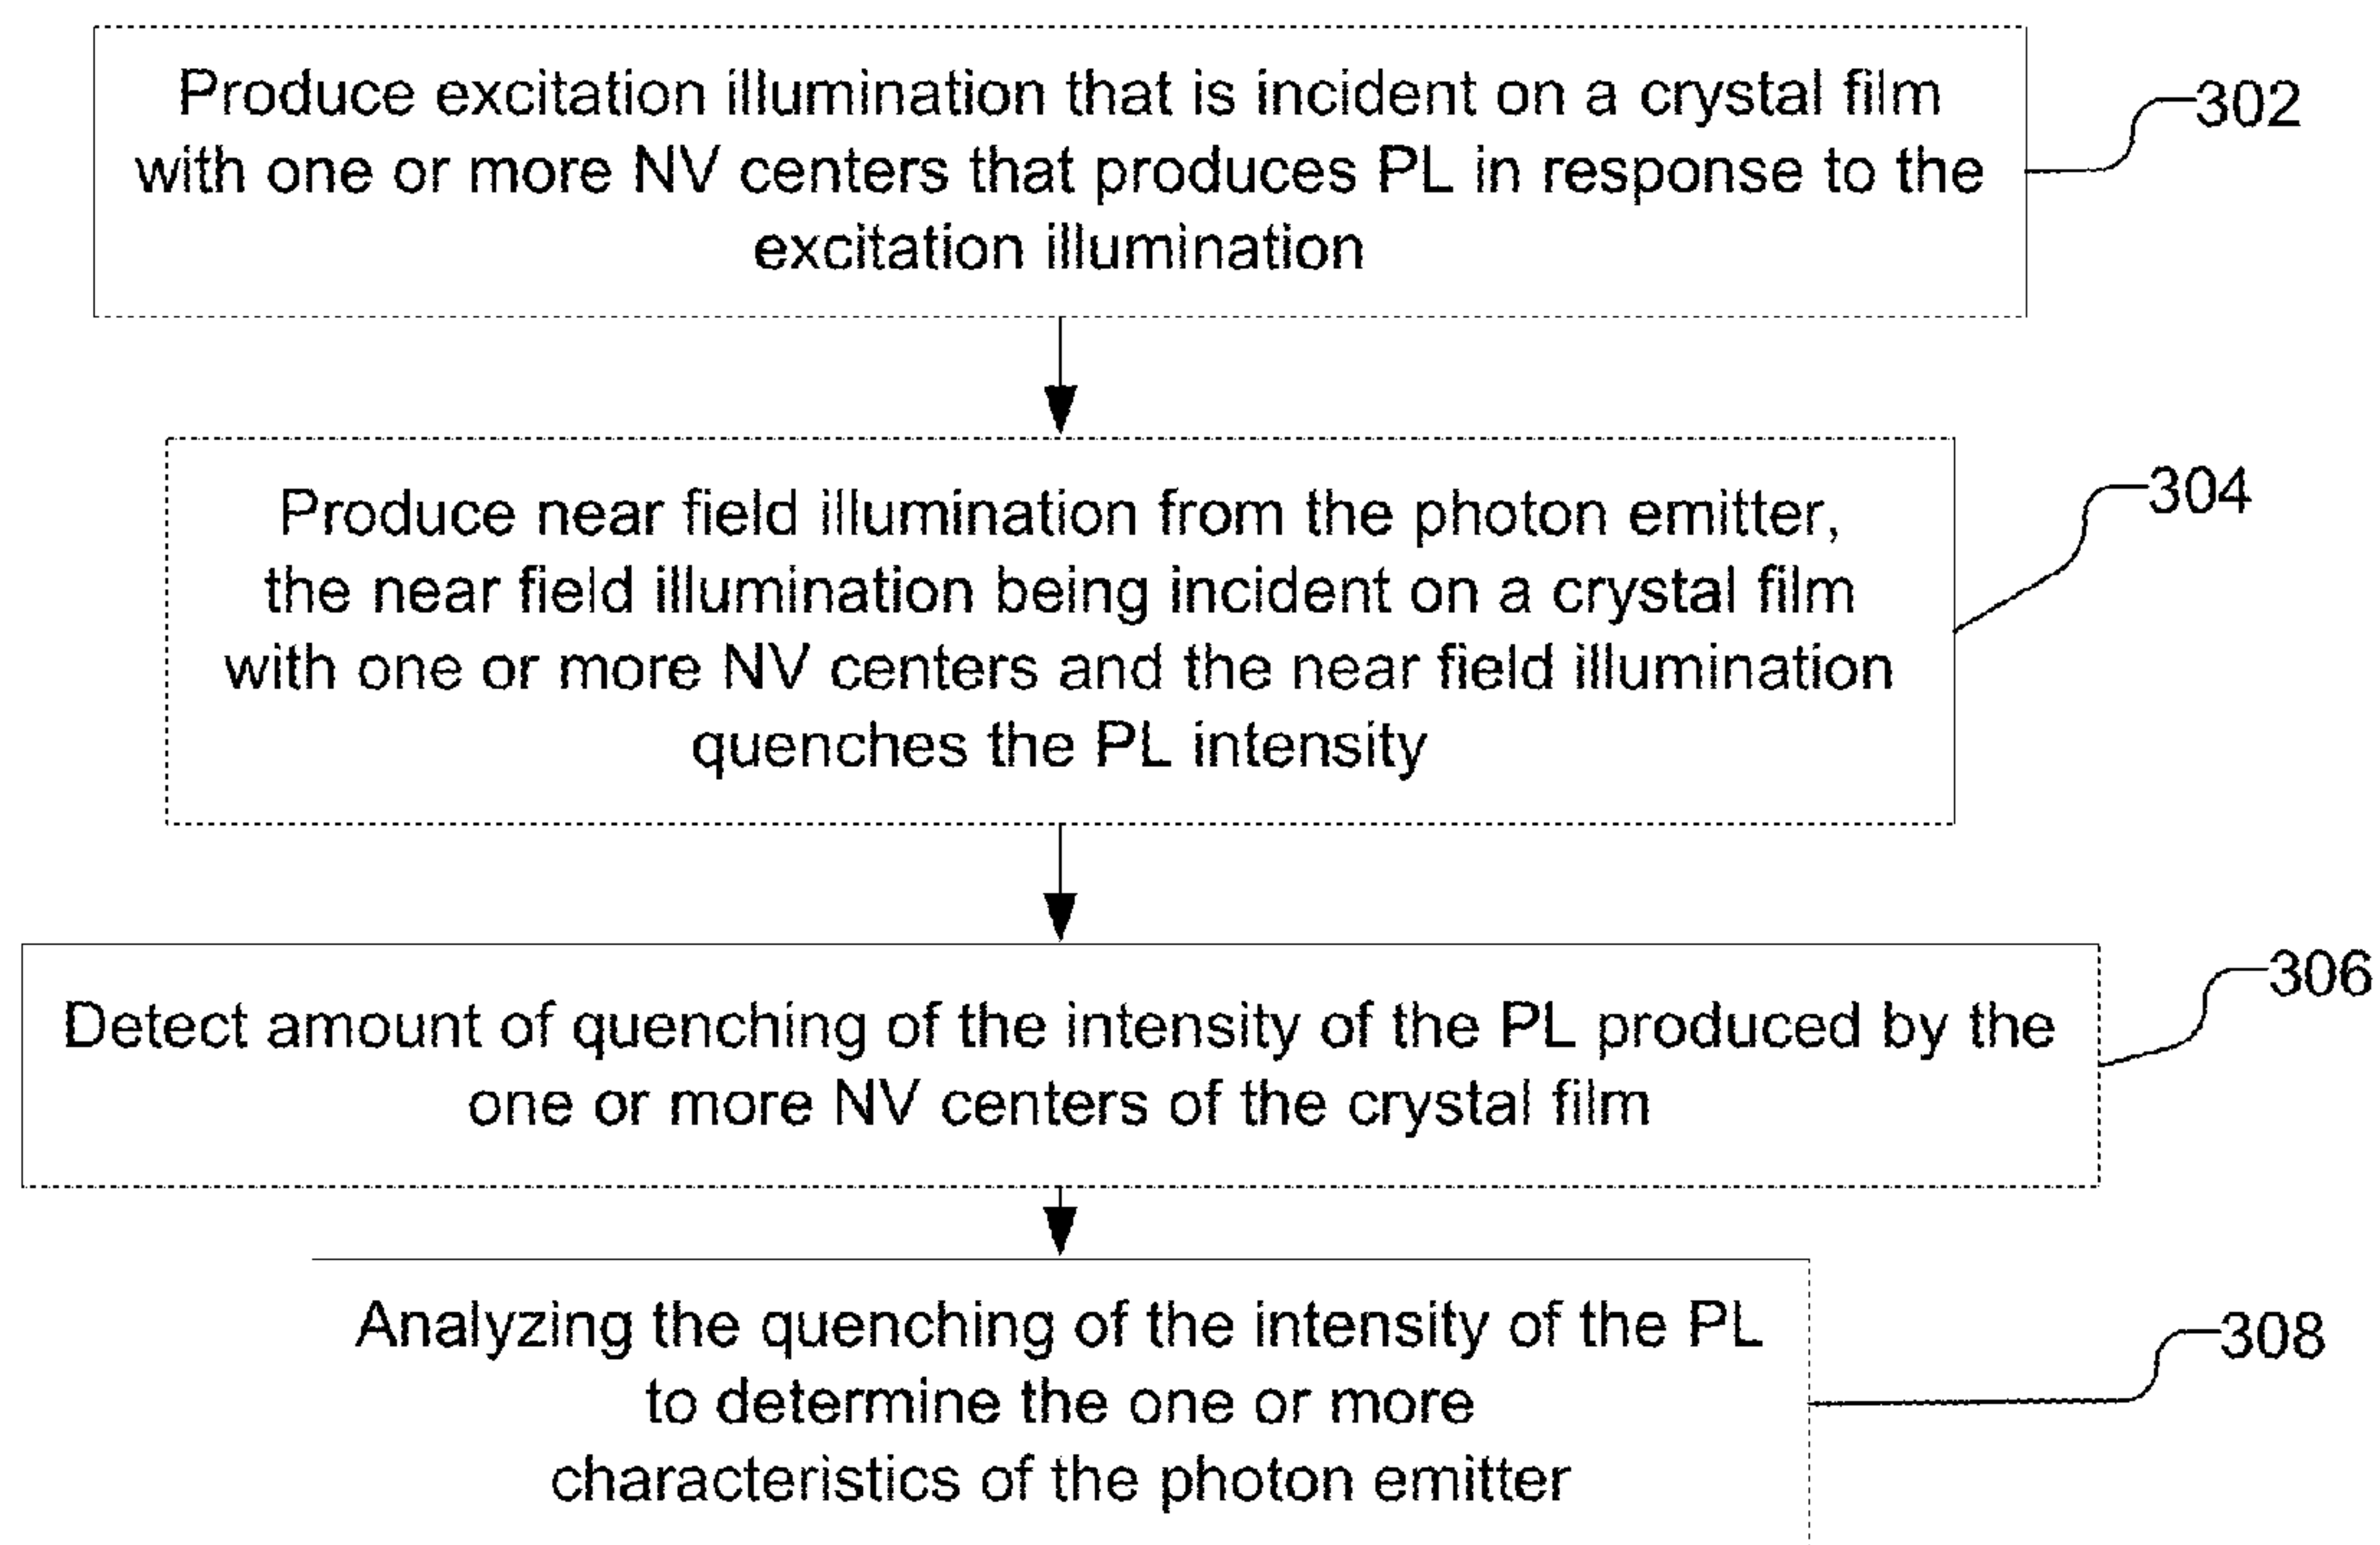 Produce excitation illumination that is incident on a crystal film
with one or more NV centers that produces PL in response to the
excitation illumination
302
Produce near field illumination from the photon emitter,
the near field illumination being incident on a crystal film
with one or more NV centers and the near field illumination
quenches the PL intensity
304
Detect amount of quenching of the intensity of the PL produced by the
one or more NV centers of the crystal film
306
Analyzing the quenching of the intensity of the PL
to determine the one or more
characteristics of the photon emitter
308